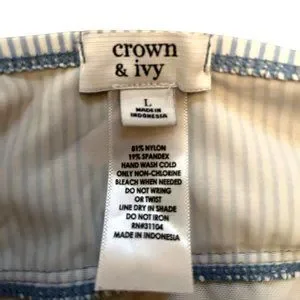 crown
& ivy
L
MADE IN
INDONESIA
81% NYLON
19% SPANDEX
HAND WASH COLD
ONLY NON-CHLORINE
BLEACH WHEN NEEDED
DO NOT WRING
OR TWIST
LINE DRY IN SHADE
DO NOT IRON
RN#31104
MADE IN INDONESIA